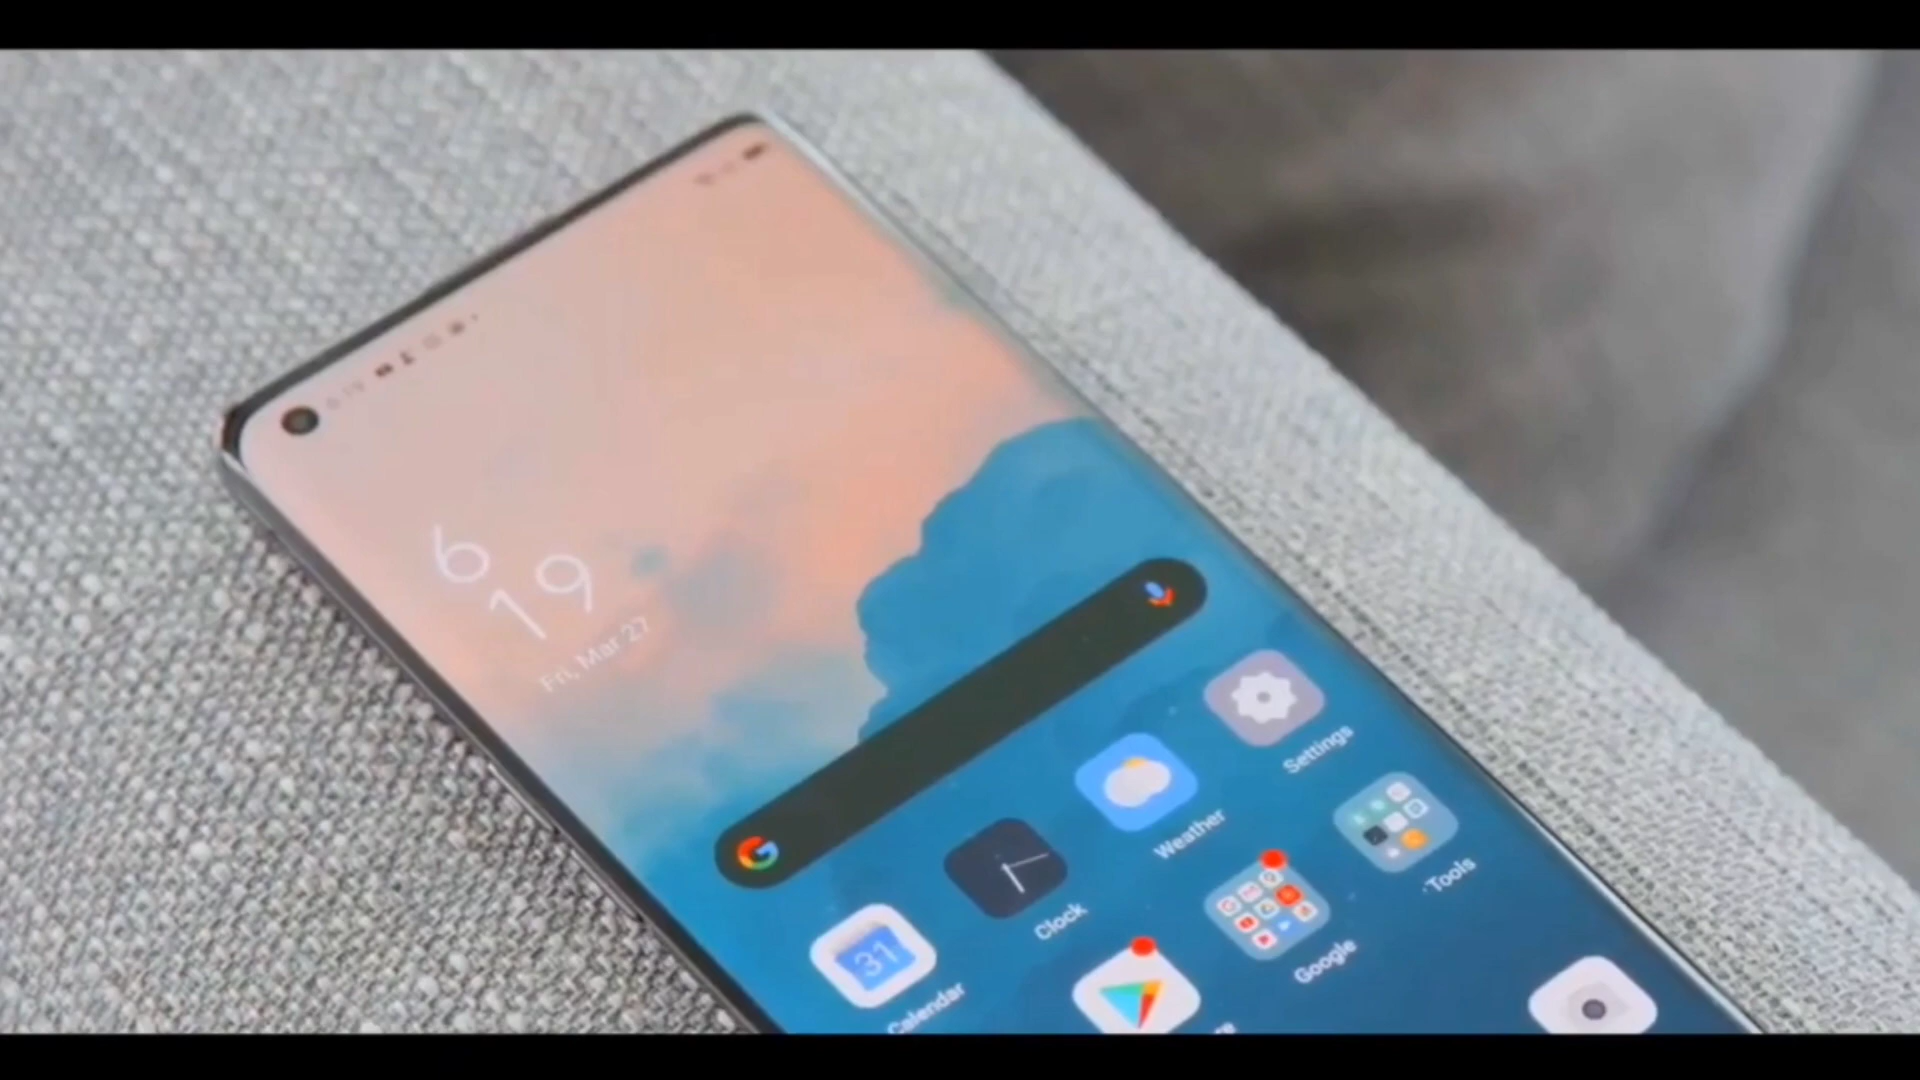 6
19
Fri, Mar 27
Settings
Weather
Tools
Clock
Google
31
Calendar